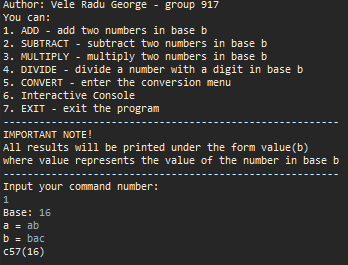 Author: Vele Radu George - group 917
You can:
1. ADD - add two numbers in base b
2. SUBTRACT - subtract two numbers in base b
3. MULTIPLY - multiply two numbers in base b
4. DIVIDE - divide a number with a digit in base b
5. CONVERT - enter the conversion menu
6. Interactive Console
7. EXIT - exit the program
----------------------------------------------------
IMPORTANT NOTE!
All results will be printed under the form value(b)
where value represents the value of the number in base b
----------------------------------------------------
Input your command number:
1
Base: 16
a = ab
b = bac
c57(16)